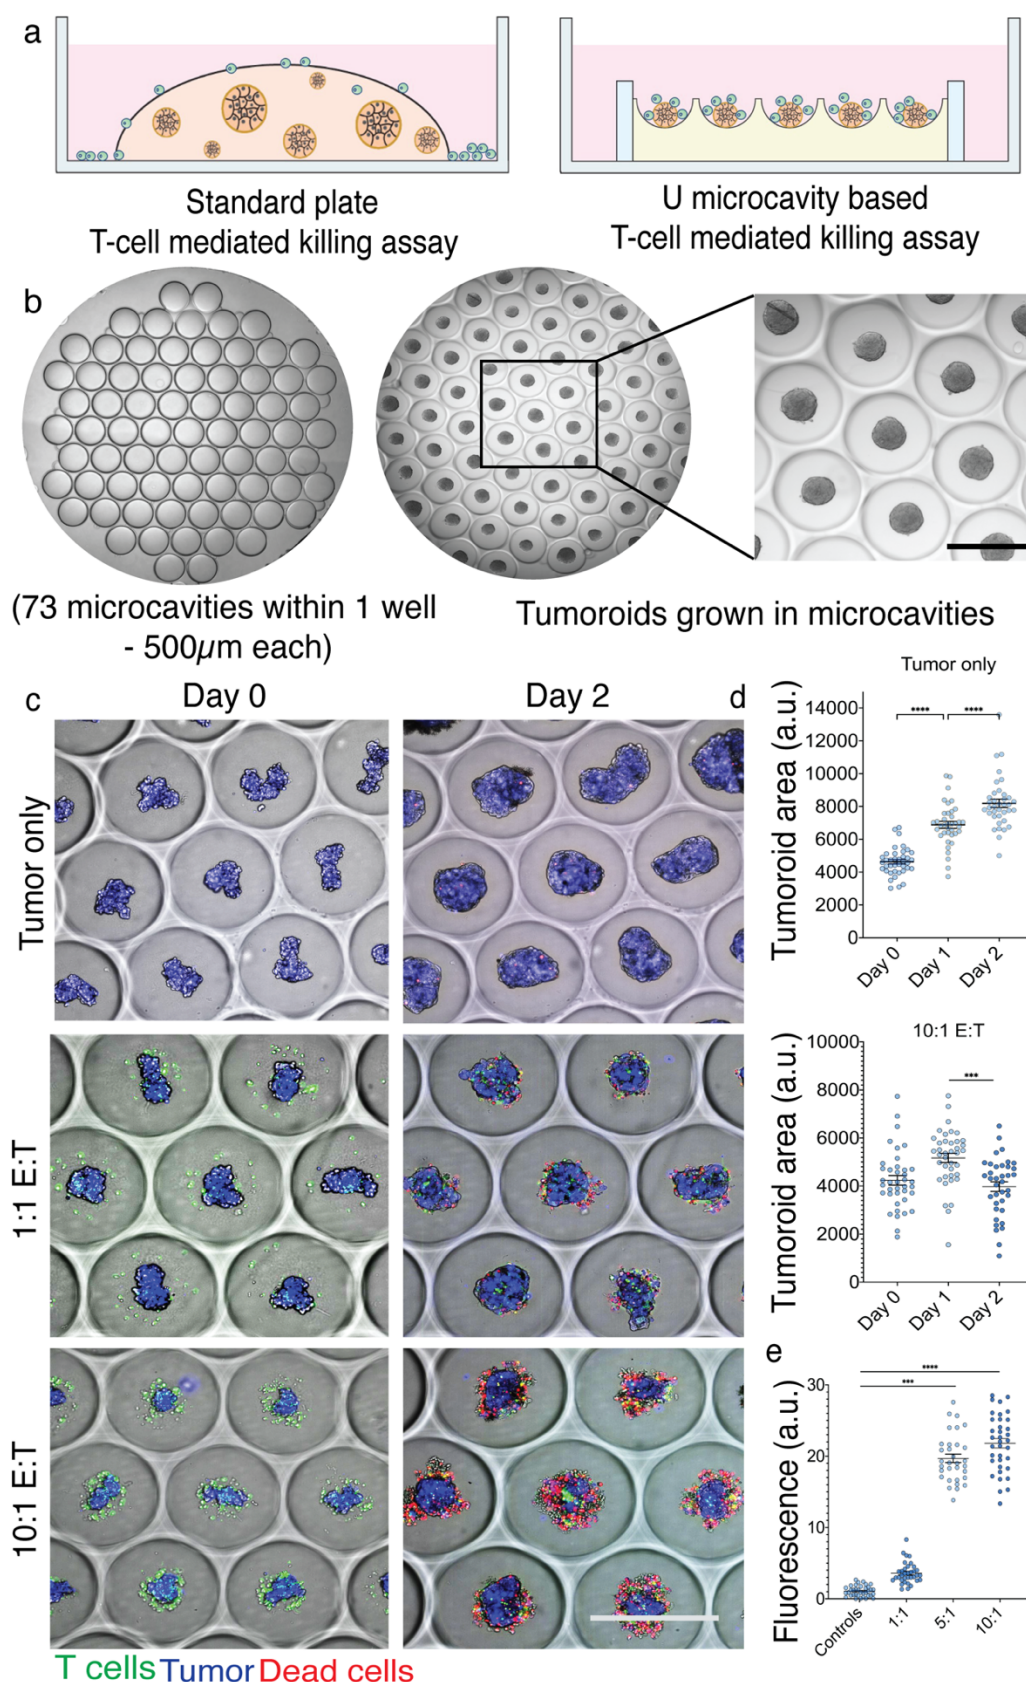 a
Standard plate
T-cell mediated killing assay
U microcavity based
T-cell mediated killing assay
b
(73 microcavities within 1 well
- 500µm each)
Tumoroids grown in microcavities
c
Day 0
Day 2
Tumor only
1:1 E:T
10:1 E:T
T cells Tumor Dead cells
d
Tumor only
Tumoroid area (a.u.)
14000
12000
10000
8000
6000
4000
2000
0
****
****
Day 0
Day 1
Day 2
10:1 E:T
Tumoroid area (a.u.)
10000
8000
6000
4000
2000
0
***
Day 0
Day 1
Day 2
e
Fluorescence (a.u.)
30
20
10
0
****
***
Controls
1:1
5:1
10:1